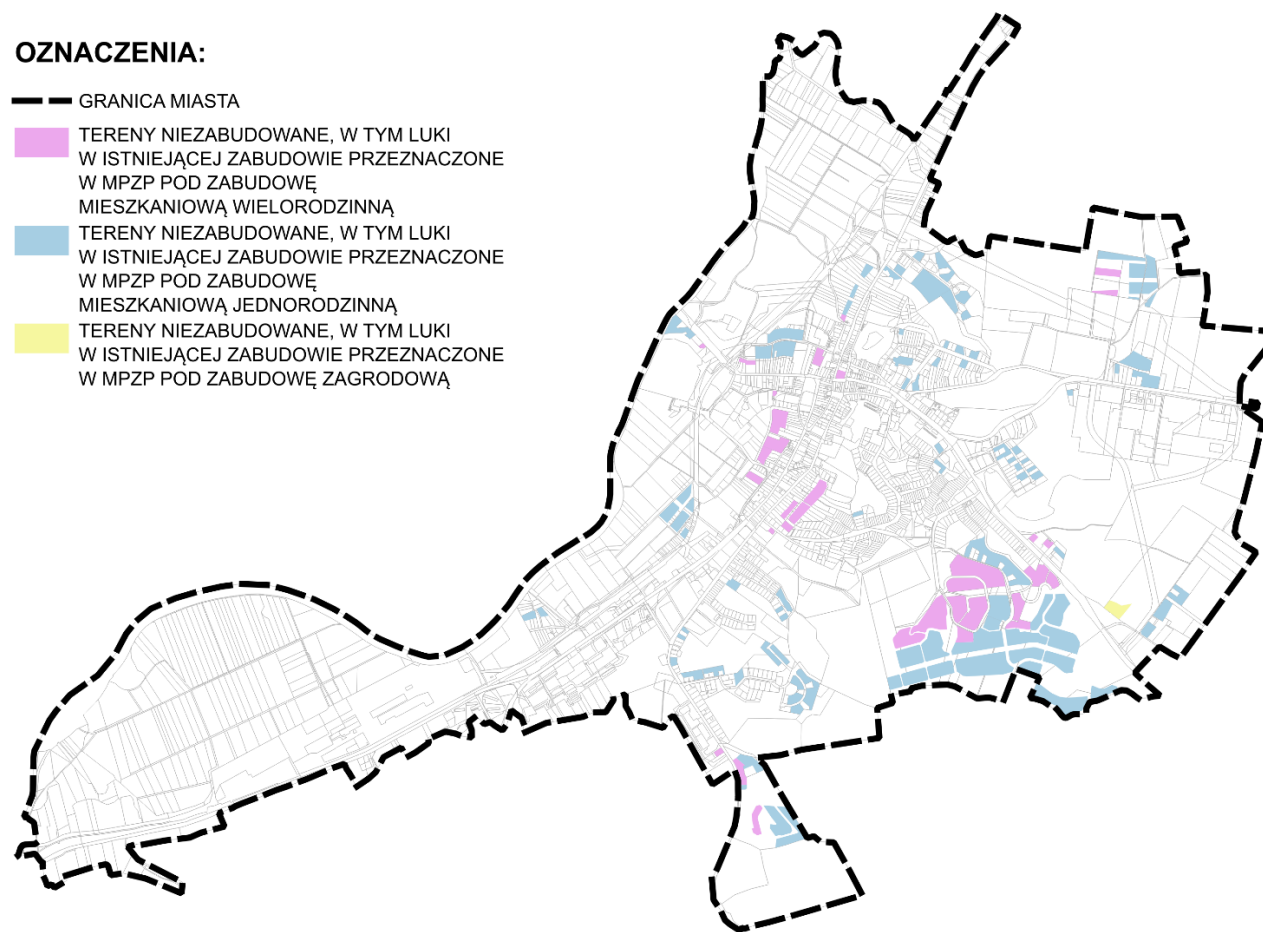 OZNACZENIA:
GRANICA MIASTA
TERENY NIEZABUDOWANE, W TYM LUKI
W ISTNIEJĄCEJ ZABUDOWIE PRZEZNACZONE
W MPZP POD ZABUDOWĘ
MIESZKANIOWĄ WIELORODZINNĄ
TERENY NIEZABUDOWANE, W TYM LUKI
W ISTNIEJĄCEJ ZABUDOWIE PRZEZNACZONE
W MPZP POD ZABUDOWĘ
MIESZKANIOWĄ JEDNORODZINNĄ
TERENY NIEZABUDOWANE, W TYM LUKI
W ISTNIEJĄCEJ ZABUDOWIE PRZEZNACZONE
W MPZP POD ZABUDOWĘ ZAGRODOWĄ